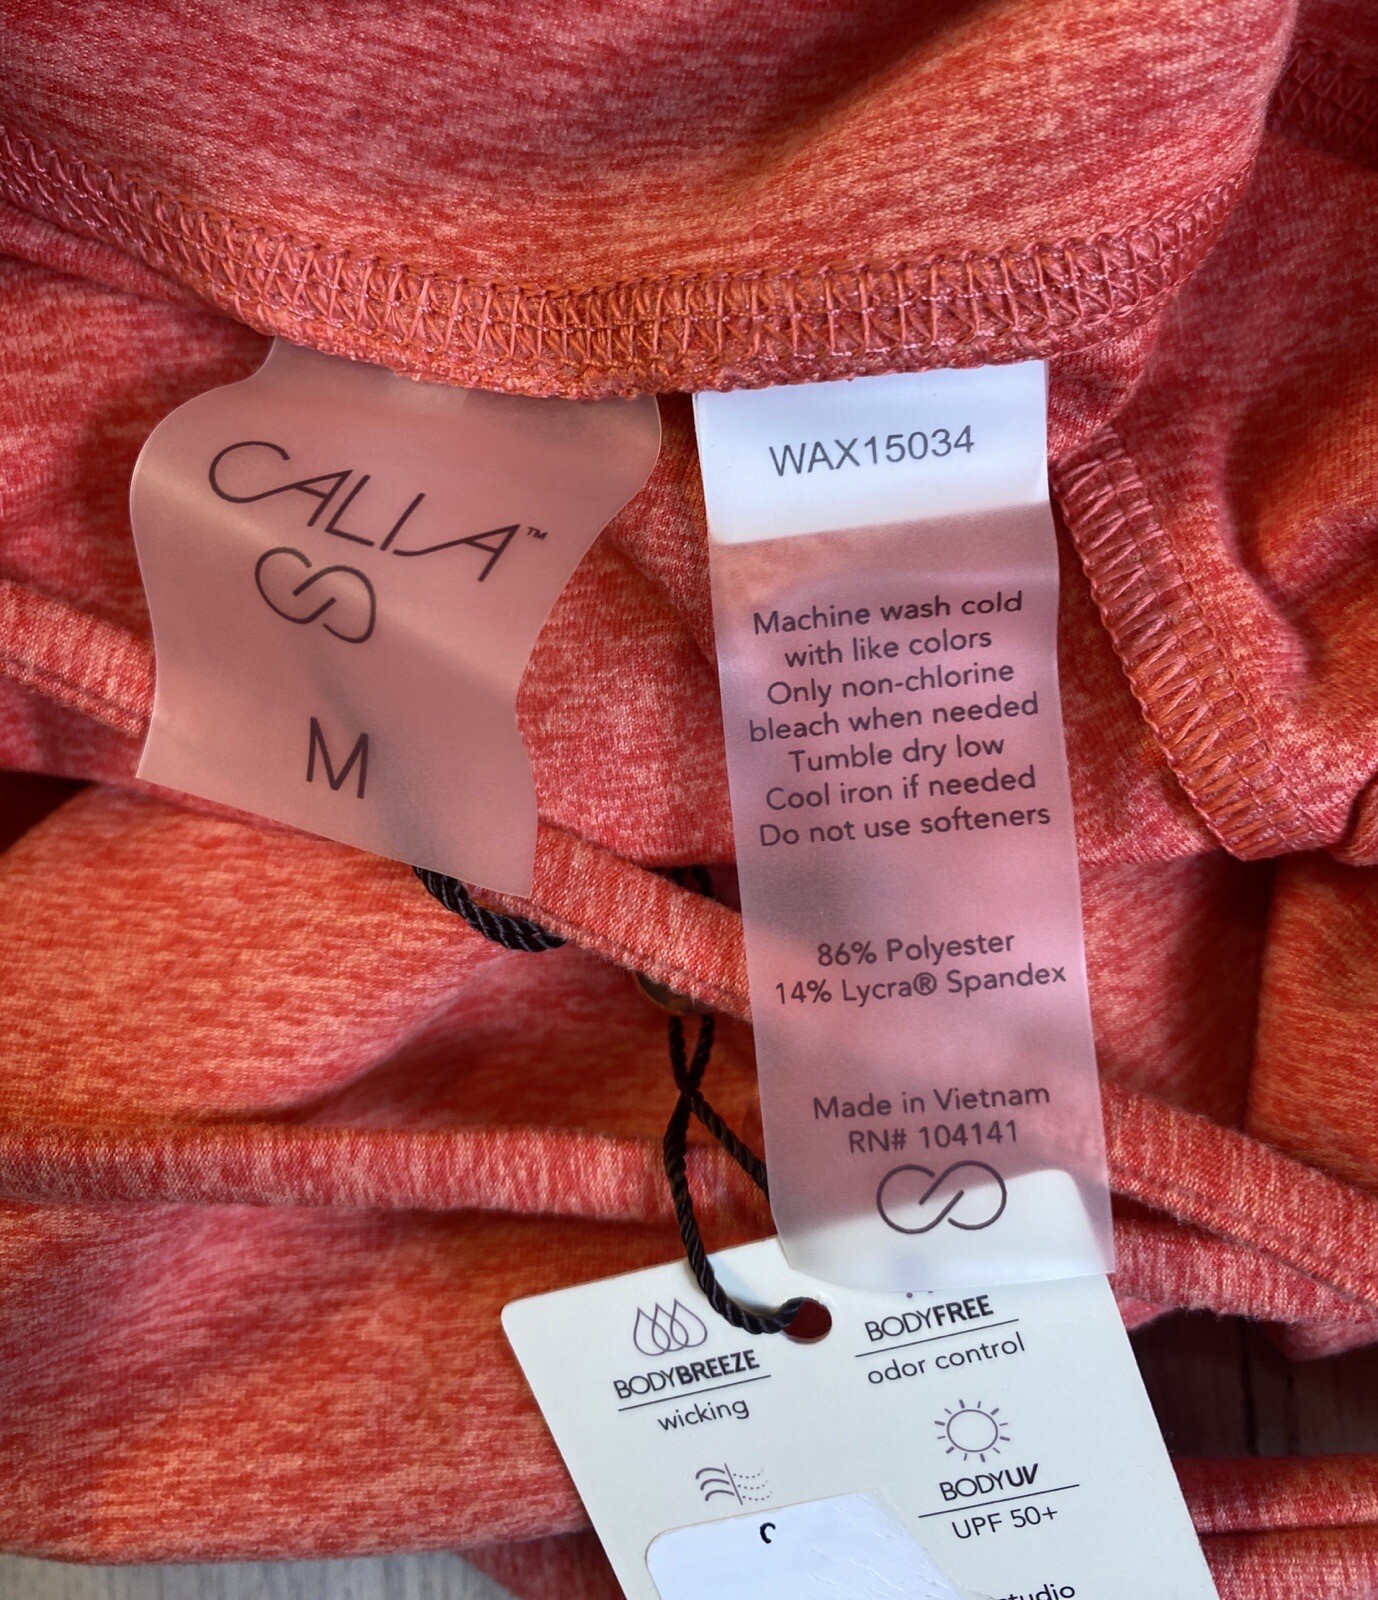 CALIA™
M
WAX15034
Machine wash cold
with like colors
Only non-chlorine
bleach when needed
Tumble dry low
Cool iron if needed
Do not use softeners
86% Polyester
14% Lycra® Spandex
Made in Vietnam
RN# 104141
BODYBREEZE
wicking
BODYFREE
odor control
BODYUV
UPF 50+